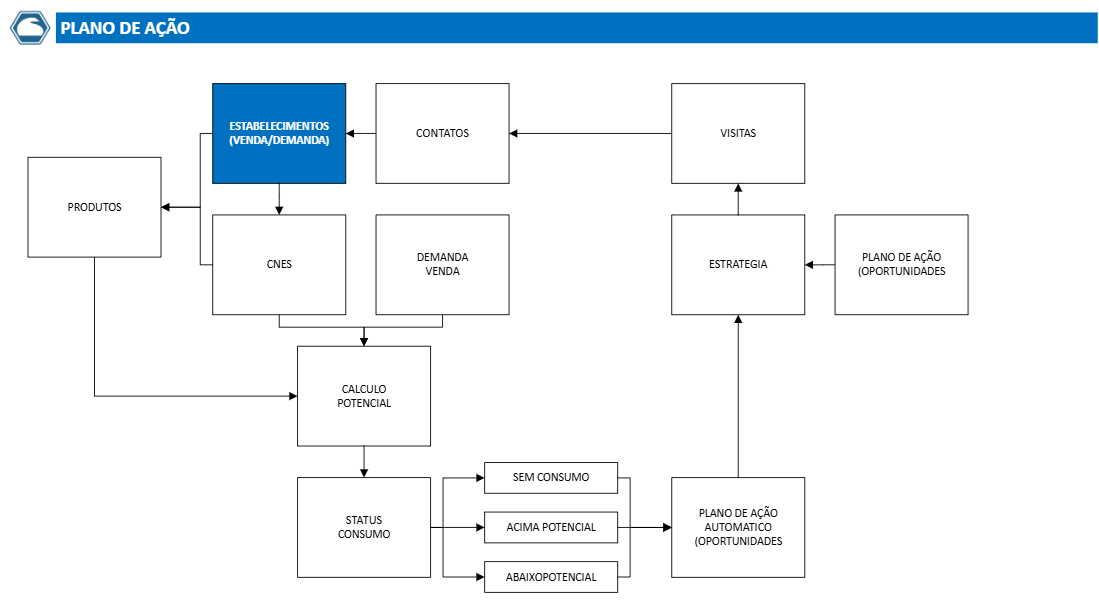 PLANO DE AÇÃO
ESTABELECIMENTOS
(VENDA/DEMANDA)
CONTATOS
VISITAS
PRODUTOS
CNES
DEMANDA
VENDA
ESTRATEGIA
PLANO DE AÇÃO
(OPORTUNIDADES
CALCULO
POTENCIAL
STATUS
CONSUMO
SEM CONSUMO
ACIMA POTENCIAL
ABAIXOPOTENCIAL
PLANO DE AÇÃO
AUTOMATICO
(OPORTUNIDADES